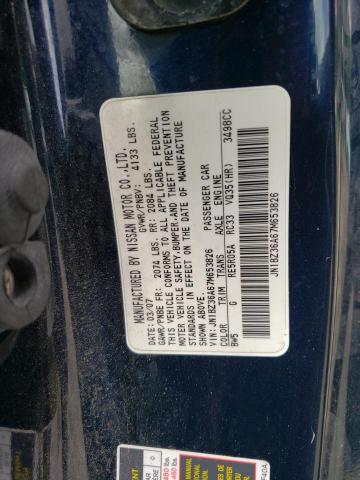 MANUFACTURED BY NISSAN MOTOR CO.,LTD.
03/07 GVWR/PNBV: 4133 LBS.
GAWR/PNBE FR: 2074 LBS. RR: 2084 LBS.
THIS VEHICLE CONFORMS TO ALL APPLICABLE FEDERAL
MOTOR VEHICLE SAFETY,BUMPER,AND THEFT PREVENTION
STANDARDS IN EFFECT ON THE DATE OF MANUFACTURE
SHOWN ABOVE.
VIN: JN1BZ36A67M653826 PASSENGER CAR
COLOR TRIM TRANS AXLE ENGINE
BW5 G RE5R05A RC33 VQ35(HR) 3498CC
JN1BZ36A67M653826